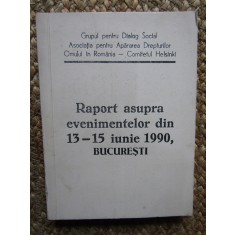 Grupul pentru Dialog Social
Asociația pentru Apărarea Drepturilor
Omului în România — Comitetul Helsinki
Raport asupra
evenimentelor din
13—15 iunie 1990,
BUCUREȘTI